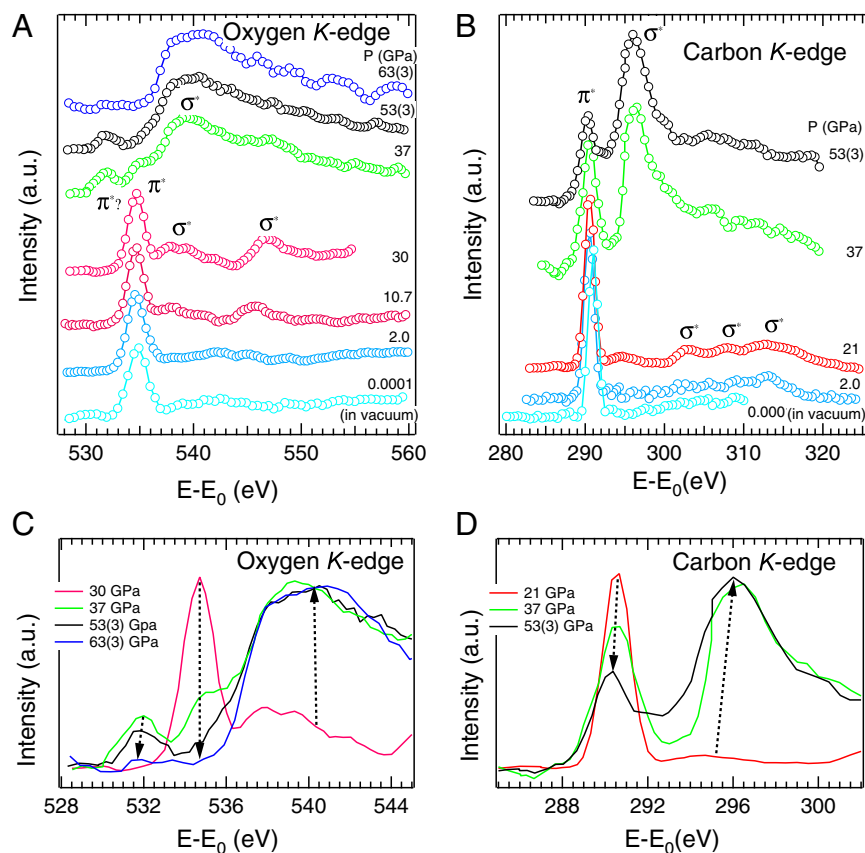 A
Oxygen K-edge
P (GPa)
63(3)
53(3)
σ*
37
π*?
π*
σ*
σ*
30
10.7
2.0
0.0001
(in vacuum)
Intensity (a.u.)
530 540 550 560
E-E0 (eV)
B
σ*
Carbon K-edge
π*
P (GPa)
53(3)
37
σ* σ* σ*
21
2.0
0.000 (in vacuum)
Intensity (a.u.)
280 290 300 310 320
E-E0(eV)
C
Oxygen K-edge
30 GPa
37 GPa
53(3) Gpa
63(3) GPa
Intensity (a.u.)
528 532 536 540 544
E-E0 (eV)
D
Carbon K-edge
21 GPa
37 GPa
53(3) GPa
Intensity (a.u.)
288 292 296 300
E-E0(eV)